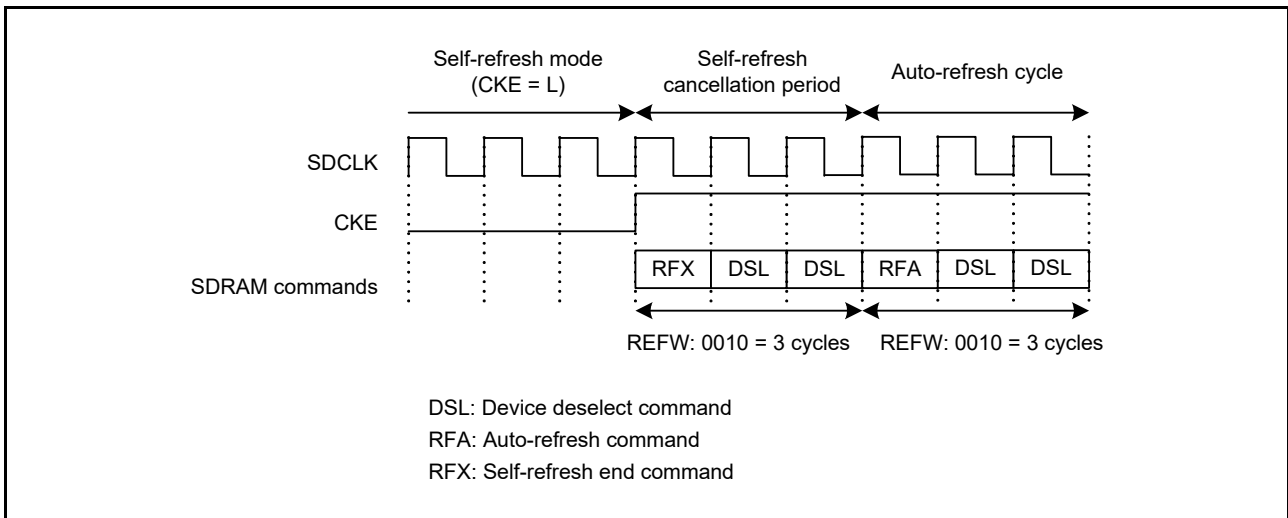 Self-refresh mode
(CKE = L)
Self-refresh
cancellation period
Auto-refresh cycle
SDCLK
CKE
SDRAM commands
RFX DSL DSL RFA DSL DSL
REFW: 0010 = 3 cycles REFW: 0010 = 3 cycles
DSL: Device deselect command
RFA: Auto-refresh command
RFX: Self-refresh end command